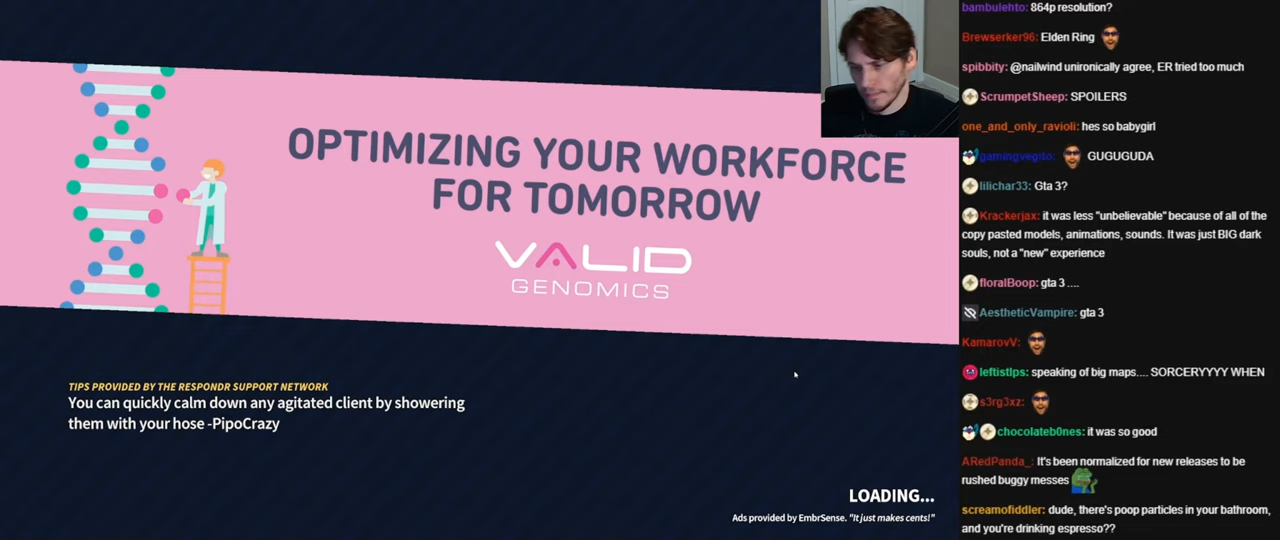 OPTIMIZING YOUR WORKFORCE
FOR TOMORROW
VALID
GENOMICS
TIPS PROVIDED BY THE RESPONDR SUPPORT NETWORK
You can quickly calm down any agitated client by showering
them with your hose -PipoCrazy
LOADING...
Ads provided by EmbrSense. "It just makes cents!"
bambulehto: 864p resolution?
Brewserker96: Elden Ring
spibbity: @nailwind unironically agree, ER tried too much
ScrumpetSheep: SPOILERS
one_and_only_ravioli: hes so babygirl
gamingvegito: GUGUGUDA
lilichar33: Gta 3?
Krackerjax: it was less "unbelievable" because of all of the
copy pasted models, animations, sounds. It was just BIG dark
souls, not a "new" experience
floralBoop: gta 3 ....
AestheticVampire: gta 3
KamarovV:
leftistIps: speaking of big maps.... SORCERYYYY WHEN
s3rg3xz:
chocolateb0nes: it was so good
ARedPanda_: It's been normalized for new releases to be
rushed buggy messes
screamofiddler: dude, there's poop particles in your bathroom,
and you're drinking espresso??